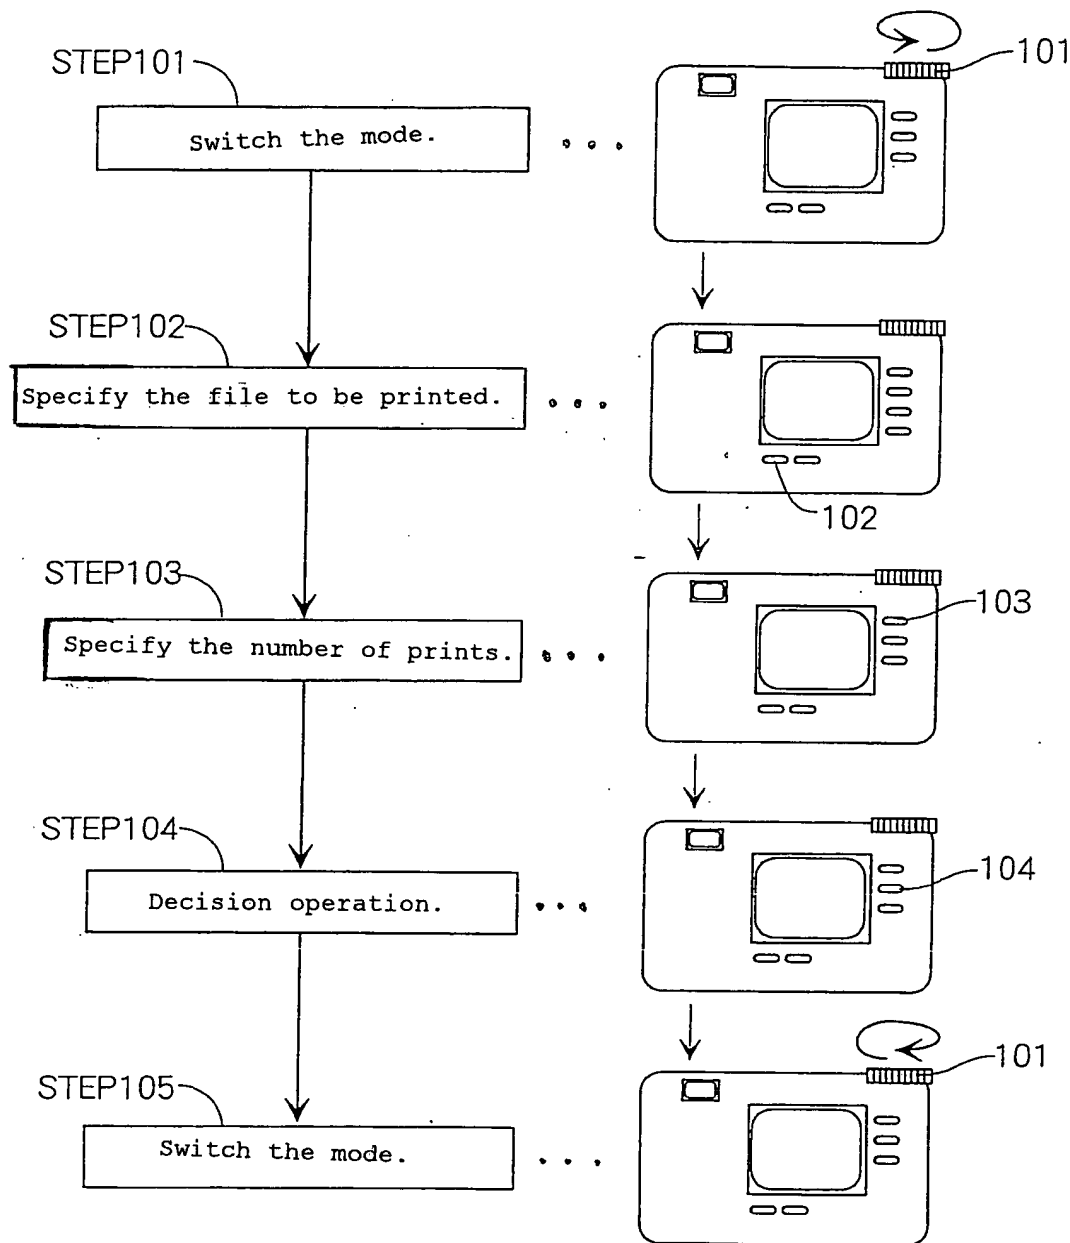 STEP101
101
Switch the mode.
STEP102
Specify the file to be printed.
102
STEP103
103
Specify the number of prints.
STEP104
104
Decision operation.
101
STEP105
Switch the mode.